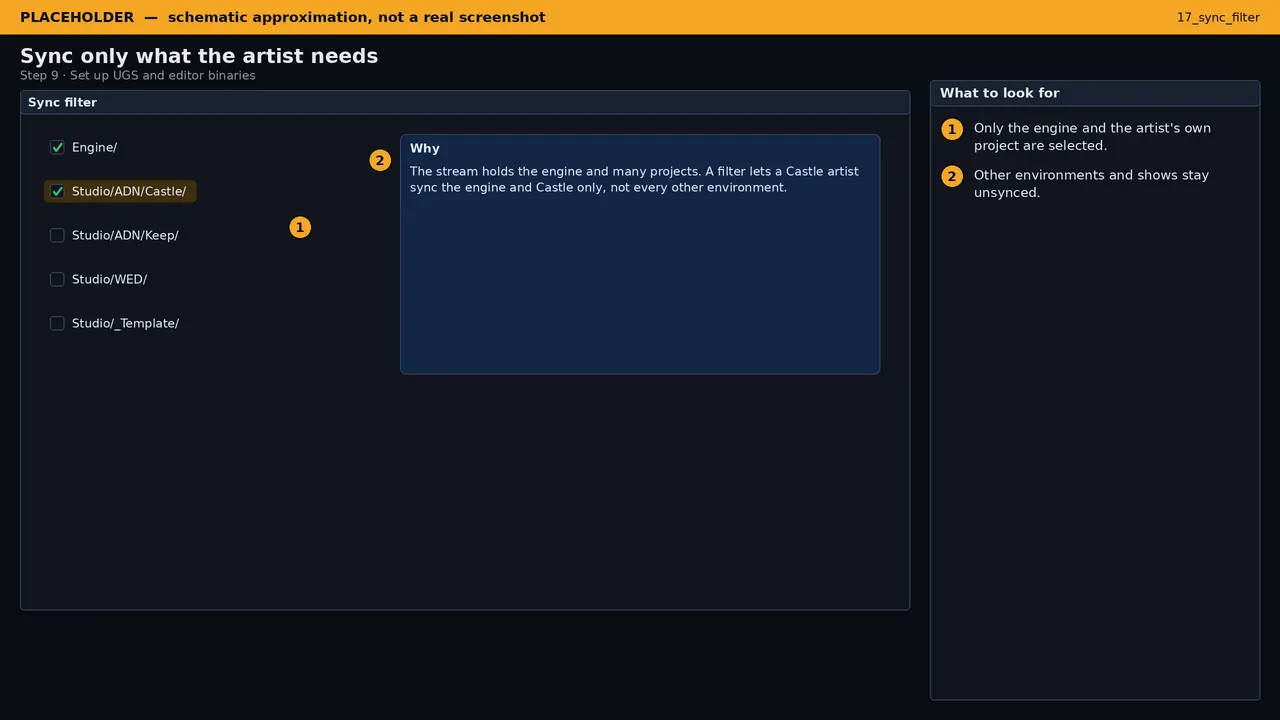 PLACEHOLDER — schematic approximation, not a real screenshot
17_sync_filter
Sync only what the artist needs
Step 9 · Set up UGS and editor binaries
Sync filter
Engine/
Studio/ADN/Castle/
Studio/ADN/Keep/
Studio/WED/
Studio/_Template/
1
2
Why
The stream holds the engine and many projects. A filter lets a Castle artist
sync the engine and Castle only, not every other environment.
What to look for
1 Only the engine and the artist's own
project are selected.
2 Other environments and shows stay
unsynced.